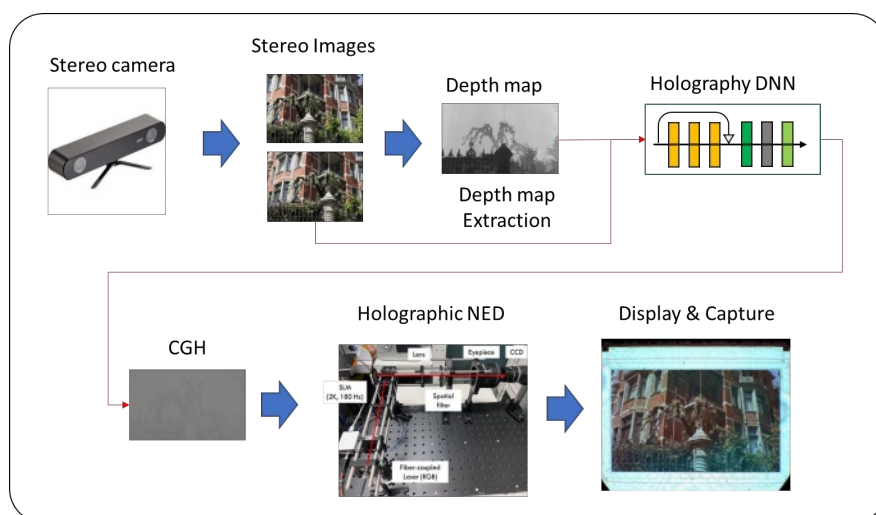 Stereo camera
Stereo Images
Depth map
Depth map
Extraction
Holography DNN
CGH
Holographic NED
Lens
Eyepiece
CCD
SLM
(2K, 180 Hz)
Spatial
filter
Fiber-coupled
Laser (RGB)
Display & Capture